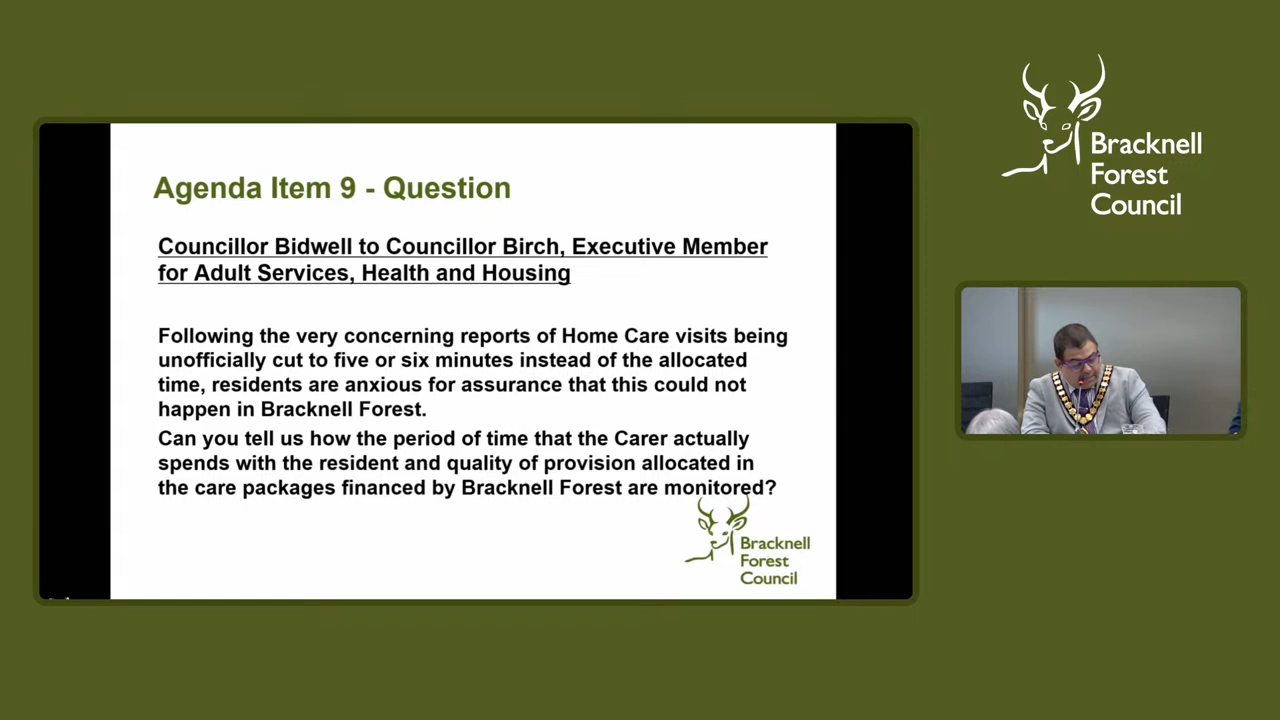 Agenda Item 9 - Question
Councillor Bidwell to Councillor Birch, Executive Member
for Adult Services, Health and Housing
Following the very concerning reports of Home Care visits being
unofficially cut to five or six minutes instead of the allocated
time, residents are anxious for assurance that this could not
happen in Bracknell Forest.
Can you tell us how the period of time that the Carer actually
spends with the resident and quality of provision allocated in
the care packages financed by Bracknell Forest are monitored?
Bracknell
Forest
Council
Bracknell
Forest
Council